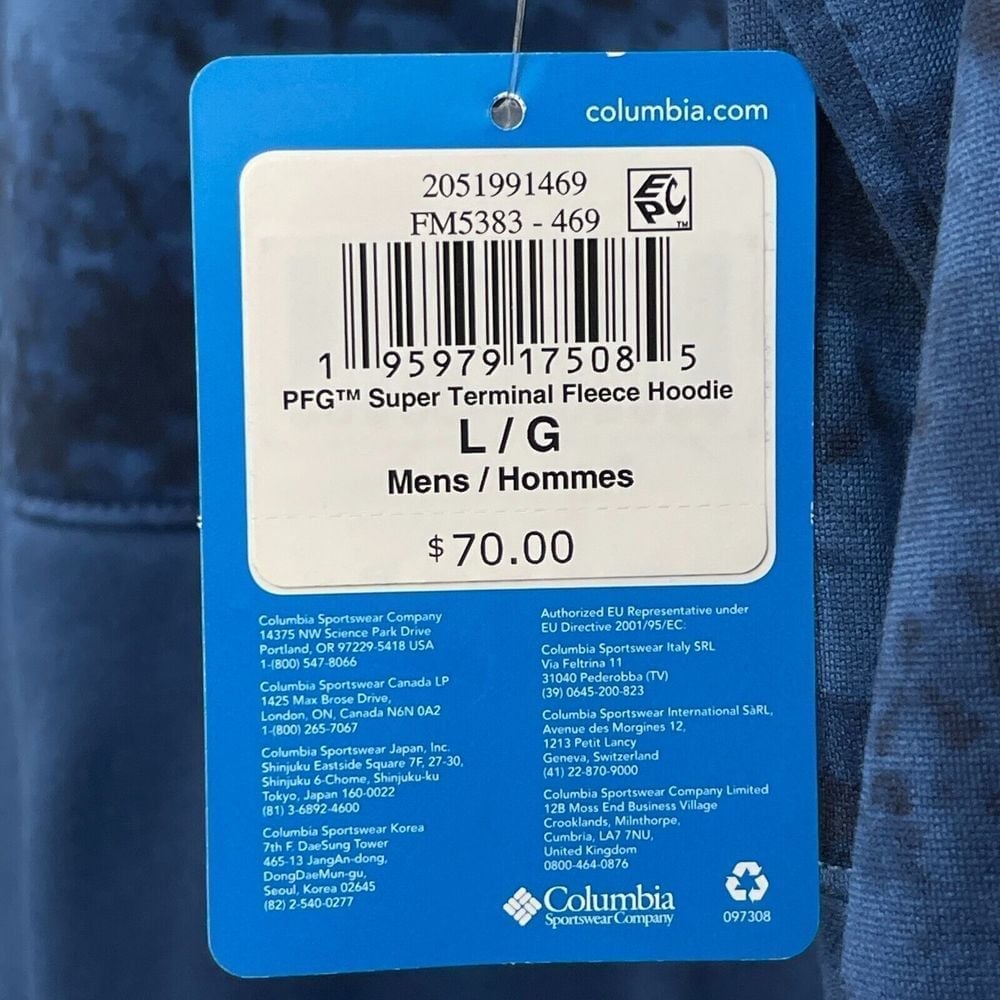 columbia.com
2051991469
FM5383 - 469
EPC
TM
1 95979 17508 5
PFG™ Super Terminal Fleece Hoodie
L / G
Mens / Hommes
$70.00
Columbia Sportswear Company
14375 NW Science Park Drive
Portland, OR 97229-5418 USA
1-(800) 547-8066
Columbia Sportswear Canada LP
1425 Max Brose Drive,
London, ON, Canada N6N 0A2
1-(800) 265-7067
Columbia Sportswear Japan, Inc.
Shinjuku Eastside Square 7F, 27-30,
Shinjuku 6-Chome, Shinjuku-ku
Tokyo, Japan 160-0022
(81) 3-6892-4600
Columbia Sportswear Korea
7th F. DaeSung Tower
465-13 JangAn-dong,
DongDaeMun-gu,
Seoul, Korea 02645
(82) 2-540-0277
Authorized EU Representative under
EU Directive 2001/95/EC.
Columbia Sportswear Italy SRL
Via Feltrina 11
31040 Pederobba (TV)
(39) 0645-200-823
Columbia Sportswear International SàRL,
Avenue des Morgines 12,
1213 Petit Lancy
Geneva, Switzerland
(41) 22-870-9000
Columbia Sportswear Company Limited
12B Moss End Business Village
Crooklands, Milnthorpe,
Cumbria, LA7 7NU,
United Kingdom
0800-464-0876
Columbia
Sportswear Company
097308